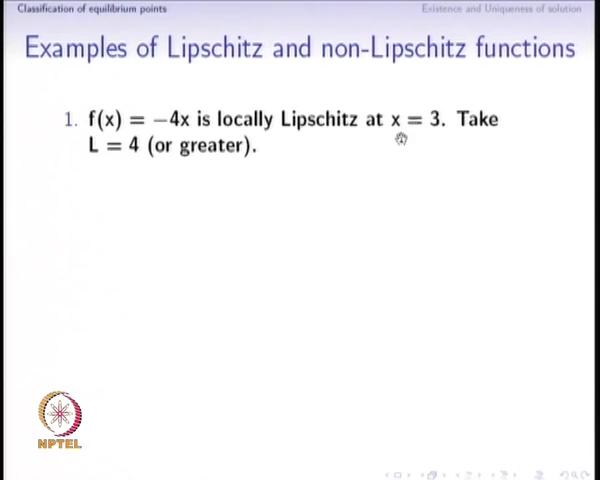 Classification of equilibrium points
Existence and Uniqueness of solution
Examples of Lipschitz and non-Lipschitz functions
1. f(x) = −4x is locally Lipschitz at x = 3. Take
L = 4 (or greater).
NPTEL